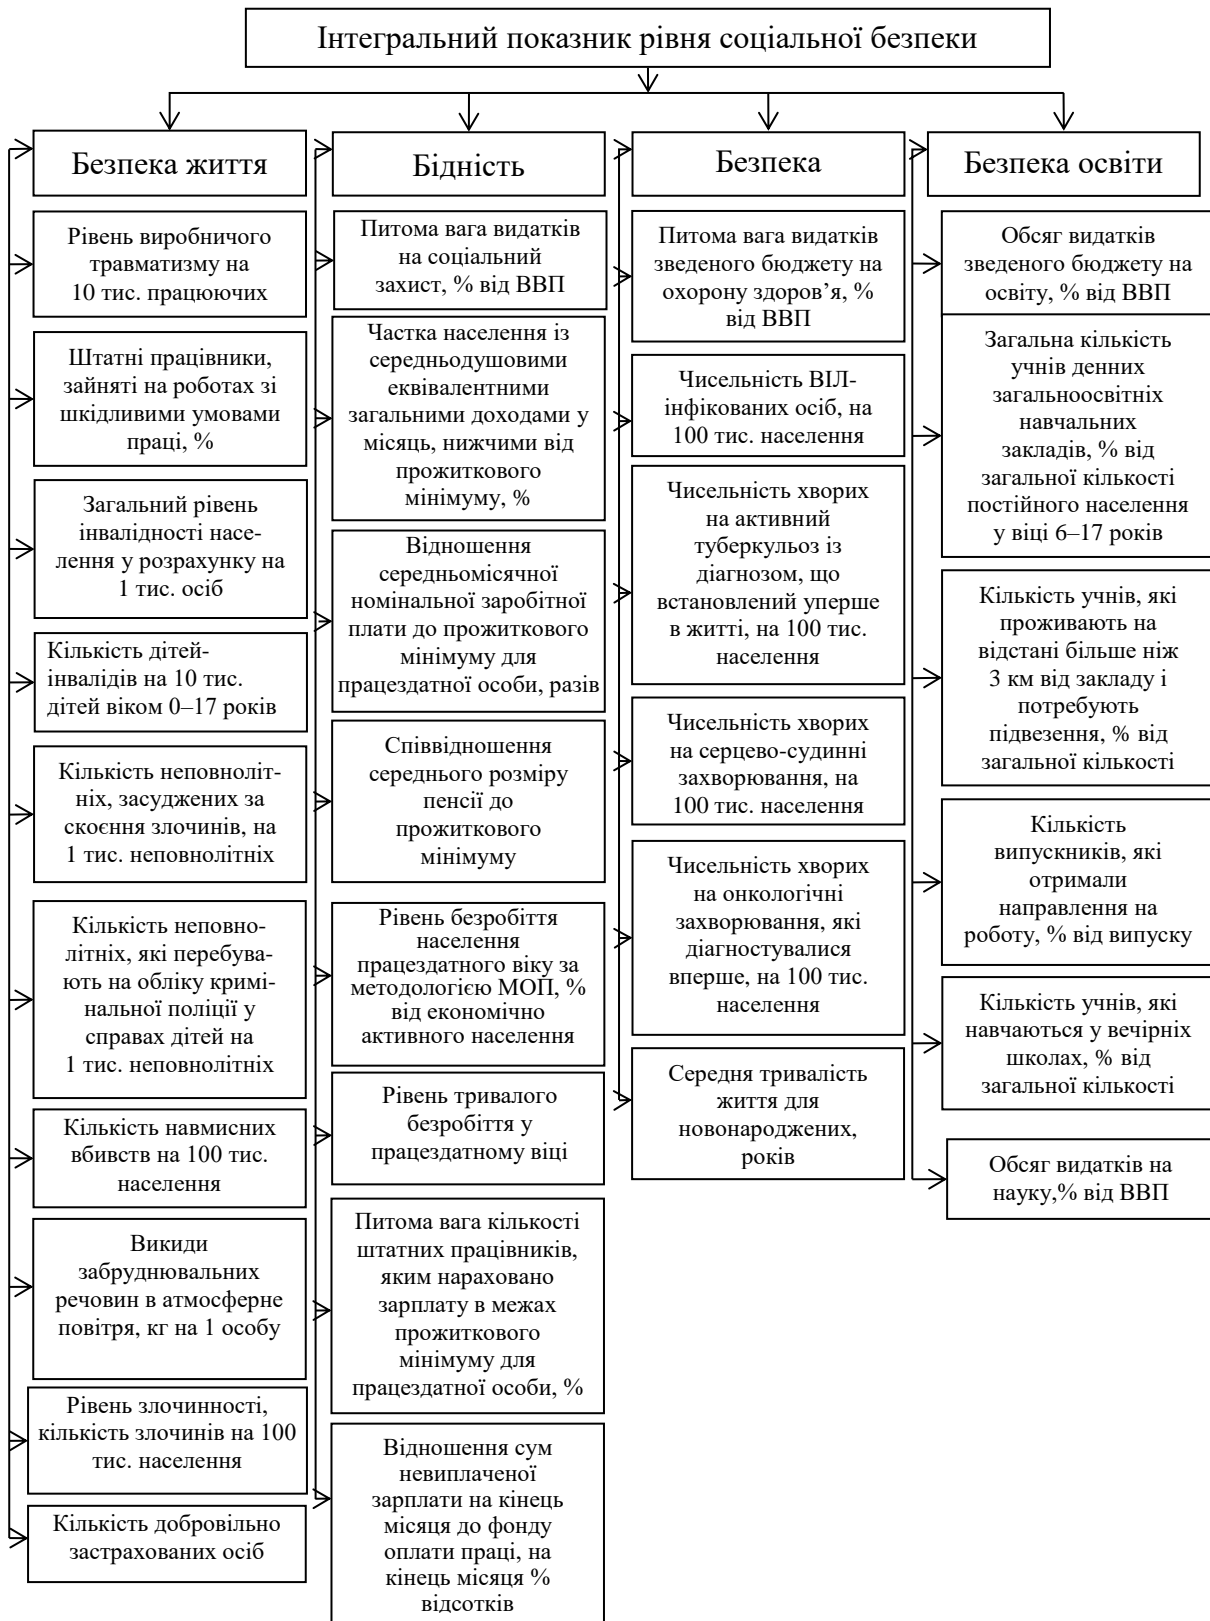 Інтегральний показник рівня соціальної безпеки
Безпека життя
Рівень виробничого
травматизму на
10 тис. працюючих
Штатні працівники,
зайняті на роботах зі
шкідливими умовами
праці, %
Загальний рівень
інвалідності насе-
лення у розрахунку на
1 тис. осіб
Кількість дітей-
інвалідів на 10 тис.
дітей віком 0–17 років
Кількість неповноліт-
ніх, засуджених за
скоєння злочинів, на
1 тис. неповнолітніх
Кількість неповно-
літніх, які перебува-
ють на обліку кримі-
нальної поліції у
справах дітей на
1 тис. неповнолітніх
Кількість навмисних
вбивств на 100 тис.
населення
Викиди
забруднювальних
речовин в атмосферне
повітря, кг на 1 особу
Рівень злочинності,
кількість злочинів на 100
тис. населення
Кількість добровільно
застрахованих осіб
Бідність
Питома вага видатків
на соціальний
захист, % від ВВП
Частка населення із
середньодушовими
еквівалентними
загальними доходами у
місяць, нижчими від
прожиткового
мінімуму, %
Відношення
середньомісячної
номінальної заробітної
плати до прожиткового
мінімуму для
працездатної особи, разів
Співвідношення
середнього розміру
пенсії до
прожиткового
мінімуму
Рівень безробіття
населення
працездатного віку за
методологією МОП, %
від економічно
активного населення
Рівень тривалого
безробіття у
працездатному віці
Питома вага кількості
штатних працівників,
яким нараховано
зарплату в межах
прожиткового
мінімуму для
працездатної особи, %
Відношення сум
невиплаченої
зарплати на кінець
місяця до фонду
оплати праці, на
кінець місяця %
відсотків
Безпека
Питома вага видатків
зведеного бюджету на
охорону здоров’я, %
від ВВП
Чисельність ВІЛ-
інфікованих осіб, на
100 тис. населення
Чисельність хворих
на активний
туберкульоз із
діагнозом, що
встановлений уперше
в житті, на 100 тис.
населення
Чисельність хворих
на серцево-судинні
захворювання, на
100 тис. населення
Чисельність хворих
на онкологічні
захворювання, які
діагностувалися
вперше, на 100 тис.
населення
Середня тривалість
життя для
новонароджених,
років
Безпека освіти
Обсяг видатків
зведеного бюджету на
освіту, % від ВВП
Загальна кількість
учнів денних
загальноосвітніх
навчальних
закладів, % від
загальної кількості
постійного населення
у віці 6–17 років
Кількість учнів, які
проживають на
відстані більше ніж
3 км від закладу і
потребують
підвезення, % від
загальної кількості
Кількість
випускників, які
отримали
направлення на
роботу, % від випуску
Кількість учнів, які
навчаються у вечірніх
школах, % від
загальної кількості
Обсяг видатків на
науку,% від ВВП